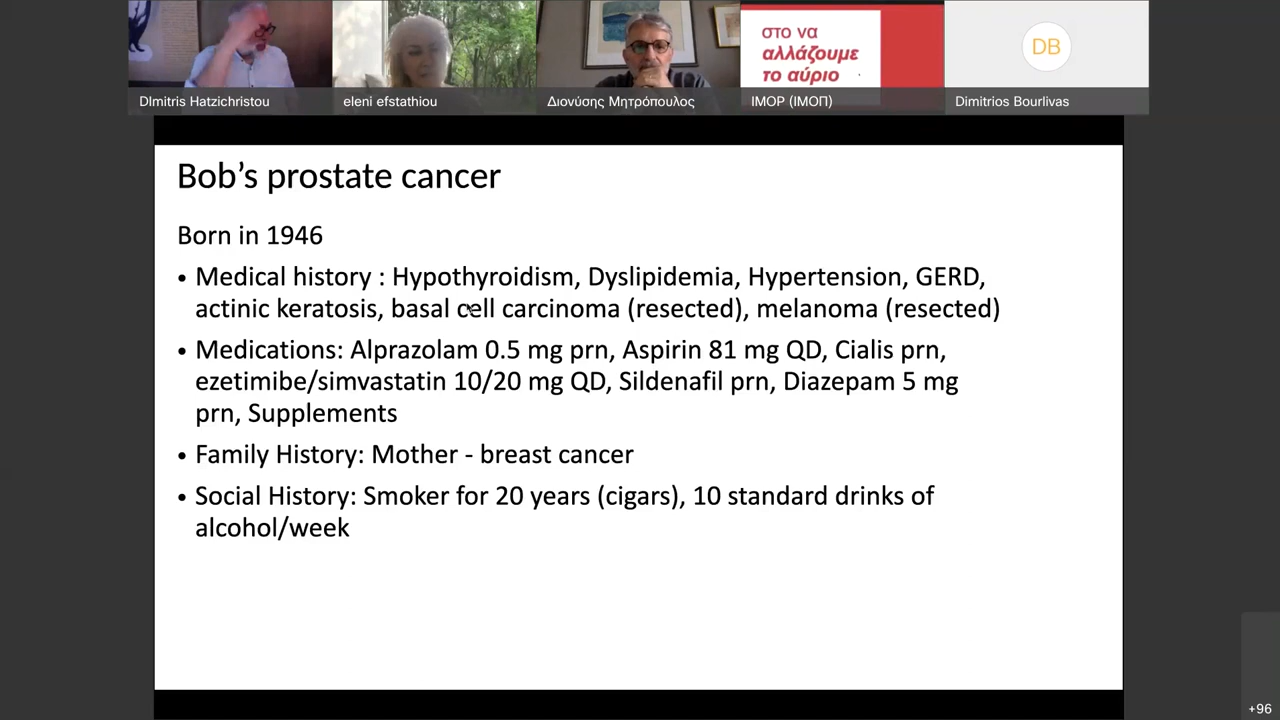 στο να
αλλάζουμε
το αύριο
DB
DImitris Hatzichristou
eleni efstathiou
Διονύσης Μητρόπουλος
IMOP (ΙΜΟΠ)
Dimitrios Bourlivas
Bob’s prostate cancer
Born in 1946
• Medical history : Hypothyroidism, Dyslipidemia, Hypertension, GERD,
actinic keratosis, basal cell carcinoma (resected), melanoma (resected)
• Medications: Alprazolam 0.5 mg prn, Aspirin 81 mg QD, Cialis prn,
ezetimibe/simvastatin 10/20 mg QD, Sildenafil prn, Diazepam 5 mg
prn, Supplements
• Family History: Mother - breast cancer
• Social History: Smoker for 20 years (cigars), 10 standard drinks of
alcohol/week
+96